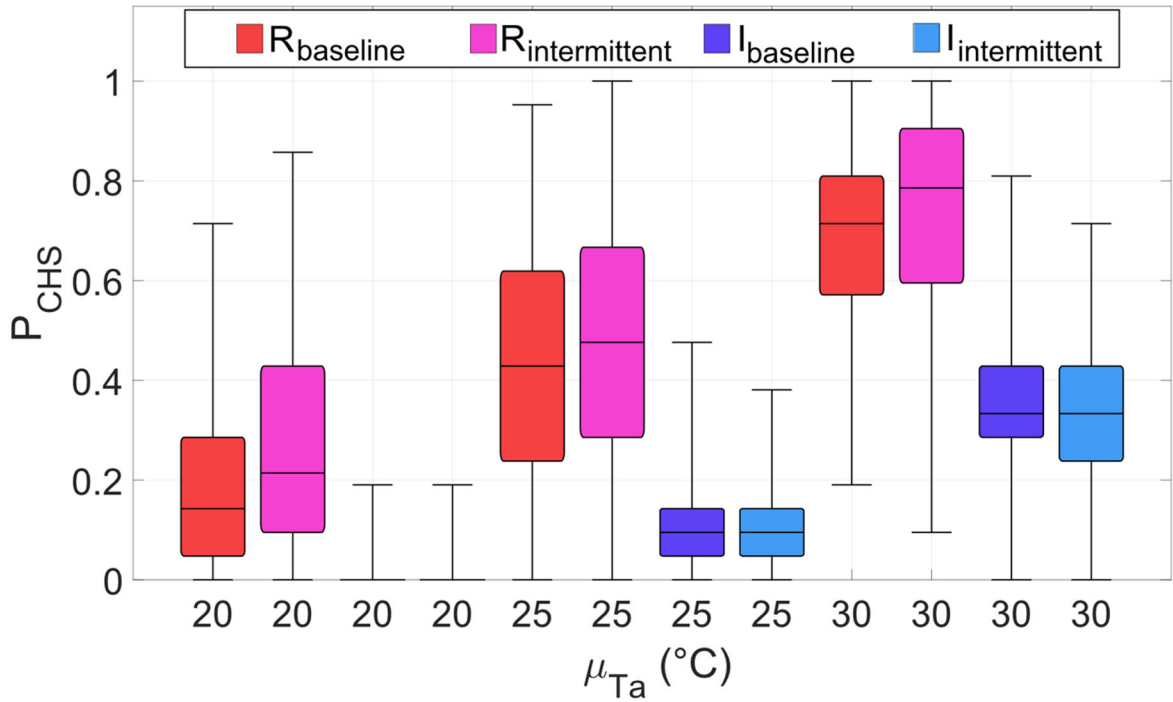 R_baseline R_intermittent I_baseline I_intermittent
1
0.8
0.6
0.4
0.2
0
P_CHS
20 20 20 20 25 25 25 25 30 30 30 30
μ_Ta (°C)